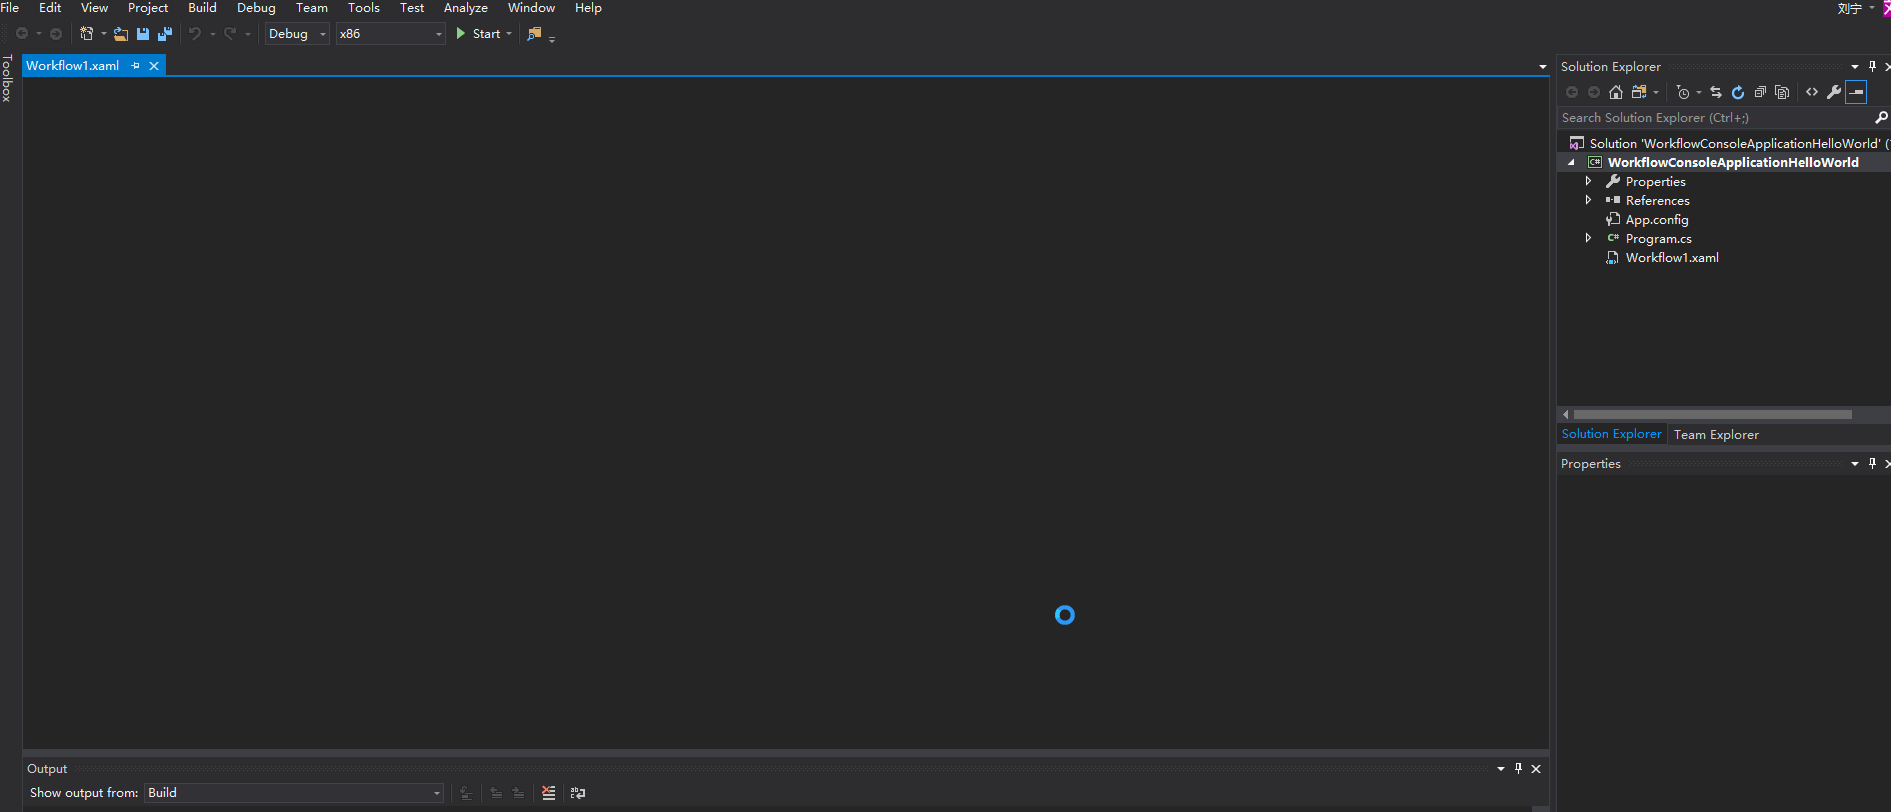 File Edit View Project Build Debug Team Tools Test Analyze Window Help 刘宁
Debug x86 Start
Toolbox
Workflow1.xaml
Solution Explorer
Search Solution Explorer (Ctrl+;)
Solution 'WorkflowConsoleApplicationHelloWorld' (
WorkflowConsoleApplicationHelloWorld
Properties
References
App.config
C# Program.cs
Workflow1.xaml
Solution Explorer Team Explorer
Properties
Output
Show output from: Build